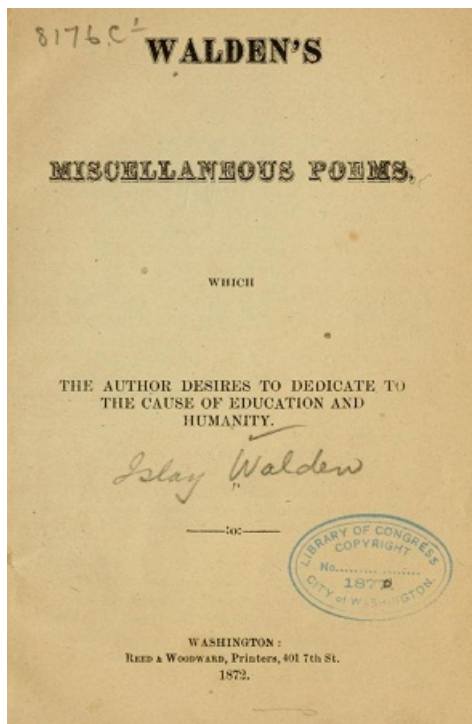 8176.C
WALDEN'S
MISCELLANEOUS POEMS,
WHICH
THE AUTHOR DESIRES TO DEDICATE TO
THE CAUSE OF EDUCATION AND
HUMANITY.
Islay Walden
:o:
LIBRARY OF CONGRESS
COPYRIGHT
No..................
CITY of WASHINGTON.
WASHINGTON:
REED & WOODWARD, Printers, 401 7th St.
1872.